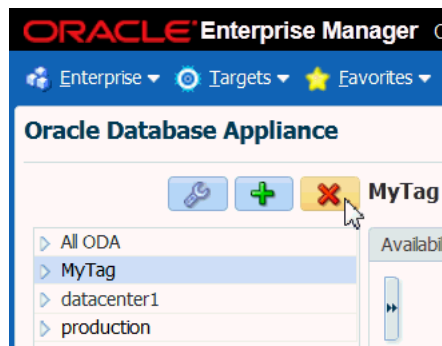 ORACLE Enterprise Manager
Enterprise Targets Favorites
Oracle Database Appliance
MyTag
All ODA
Availabi
MyTag
datacenter1
production